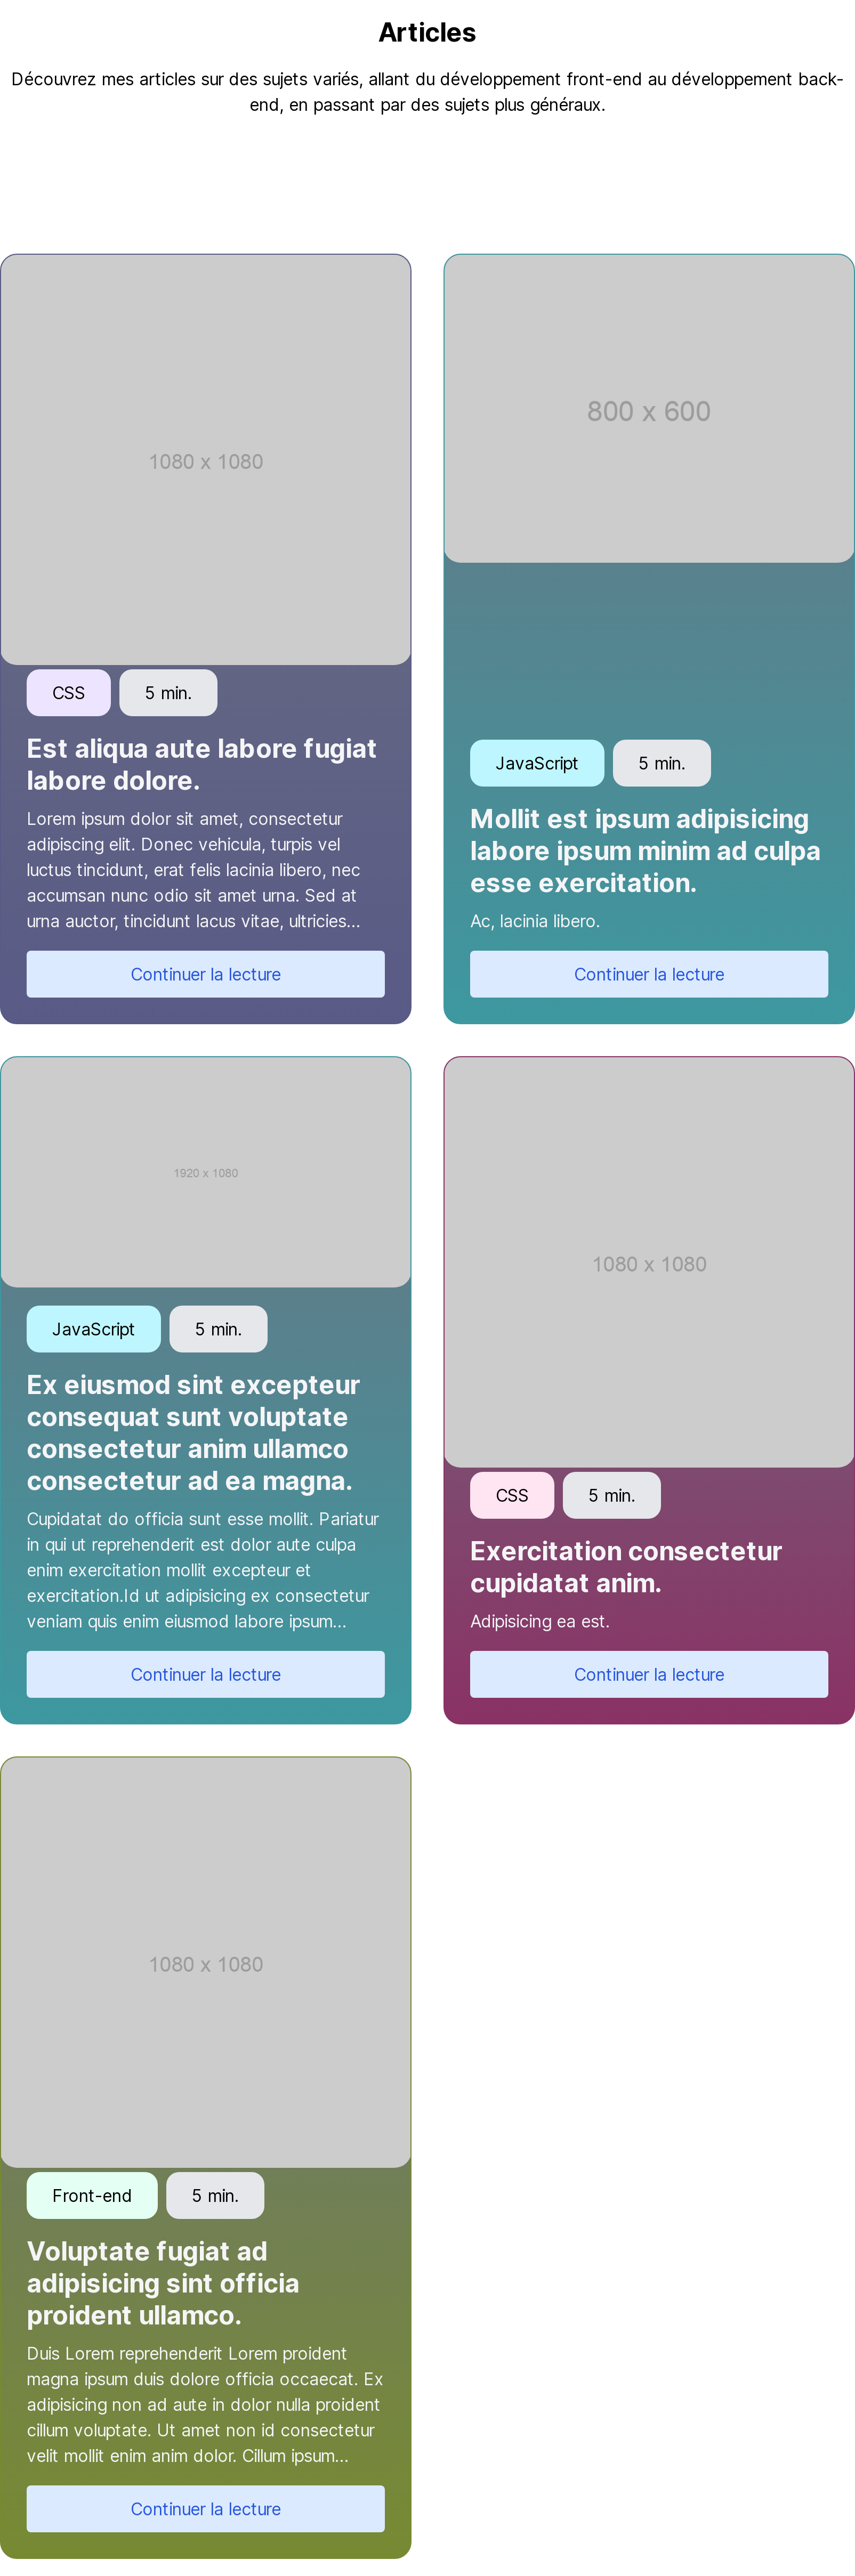 Articles
Découvrez mes articles sur des sujets variés, allant du développement front-end au développement back-
end, en passant par des sujets plus généraux.
1080 x 1080
CSS
5 min.
Est aliqua aute labore fugiat
labore dolore.
Lorem ipsum dolor sit amet, consectetur
adipiscing elit. Donec vehicula, turpis vel
luctus tincidunt, erat felis lacinia libero, nec
accumsan nunc odio sit amet urna. Sed at
urna auctor, tincidunt lacus vitae, ultricies…
Continuer la lecture
800 x 600
JavaScript
5 min.
Mollit est ipsum adipisicing
labore ipsum minim ad culpa
esse exercitation.
Ac, lacinia libero.
Continuer la lecture
1920 x 1080
JavaScript
5 min.
Ex eiusmod sint excepteur
consequat sunt voluptate
consectetur anim ullamco
consectetur ad ea magna.
Cupidatat do officia sunt esse mollit. Pariatur
in qui ut reprehenderit est dolor aute culpa
enim exercitation mollit excepteur et
exercitation.Id ut adipisicing ex consectetur
veniam quis enim eiusmod labore ipsum…
Continuer la lecture
1080 x 1080
CSS
5 min.
Exercitation consectetur
cupidatat anim.
Adipisicing ea est.
Continuer la lecture
1080 x 1080
Front-end
5 min.
Voluptate fugiat ad
adipisicing sint officia
proident ullamco.
Duis Lorem reprehenderit Lorem proident
magna ipsum duis dolore officia occaecat. Ex
adipisicing non ad aute in dolor nulla proident
cillum voluptate. Ut amet non id consectetur
velit mollit enim anim dolor. Cillum ipsum…
Continuer la lecture